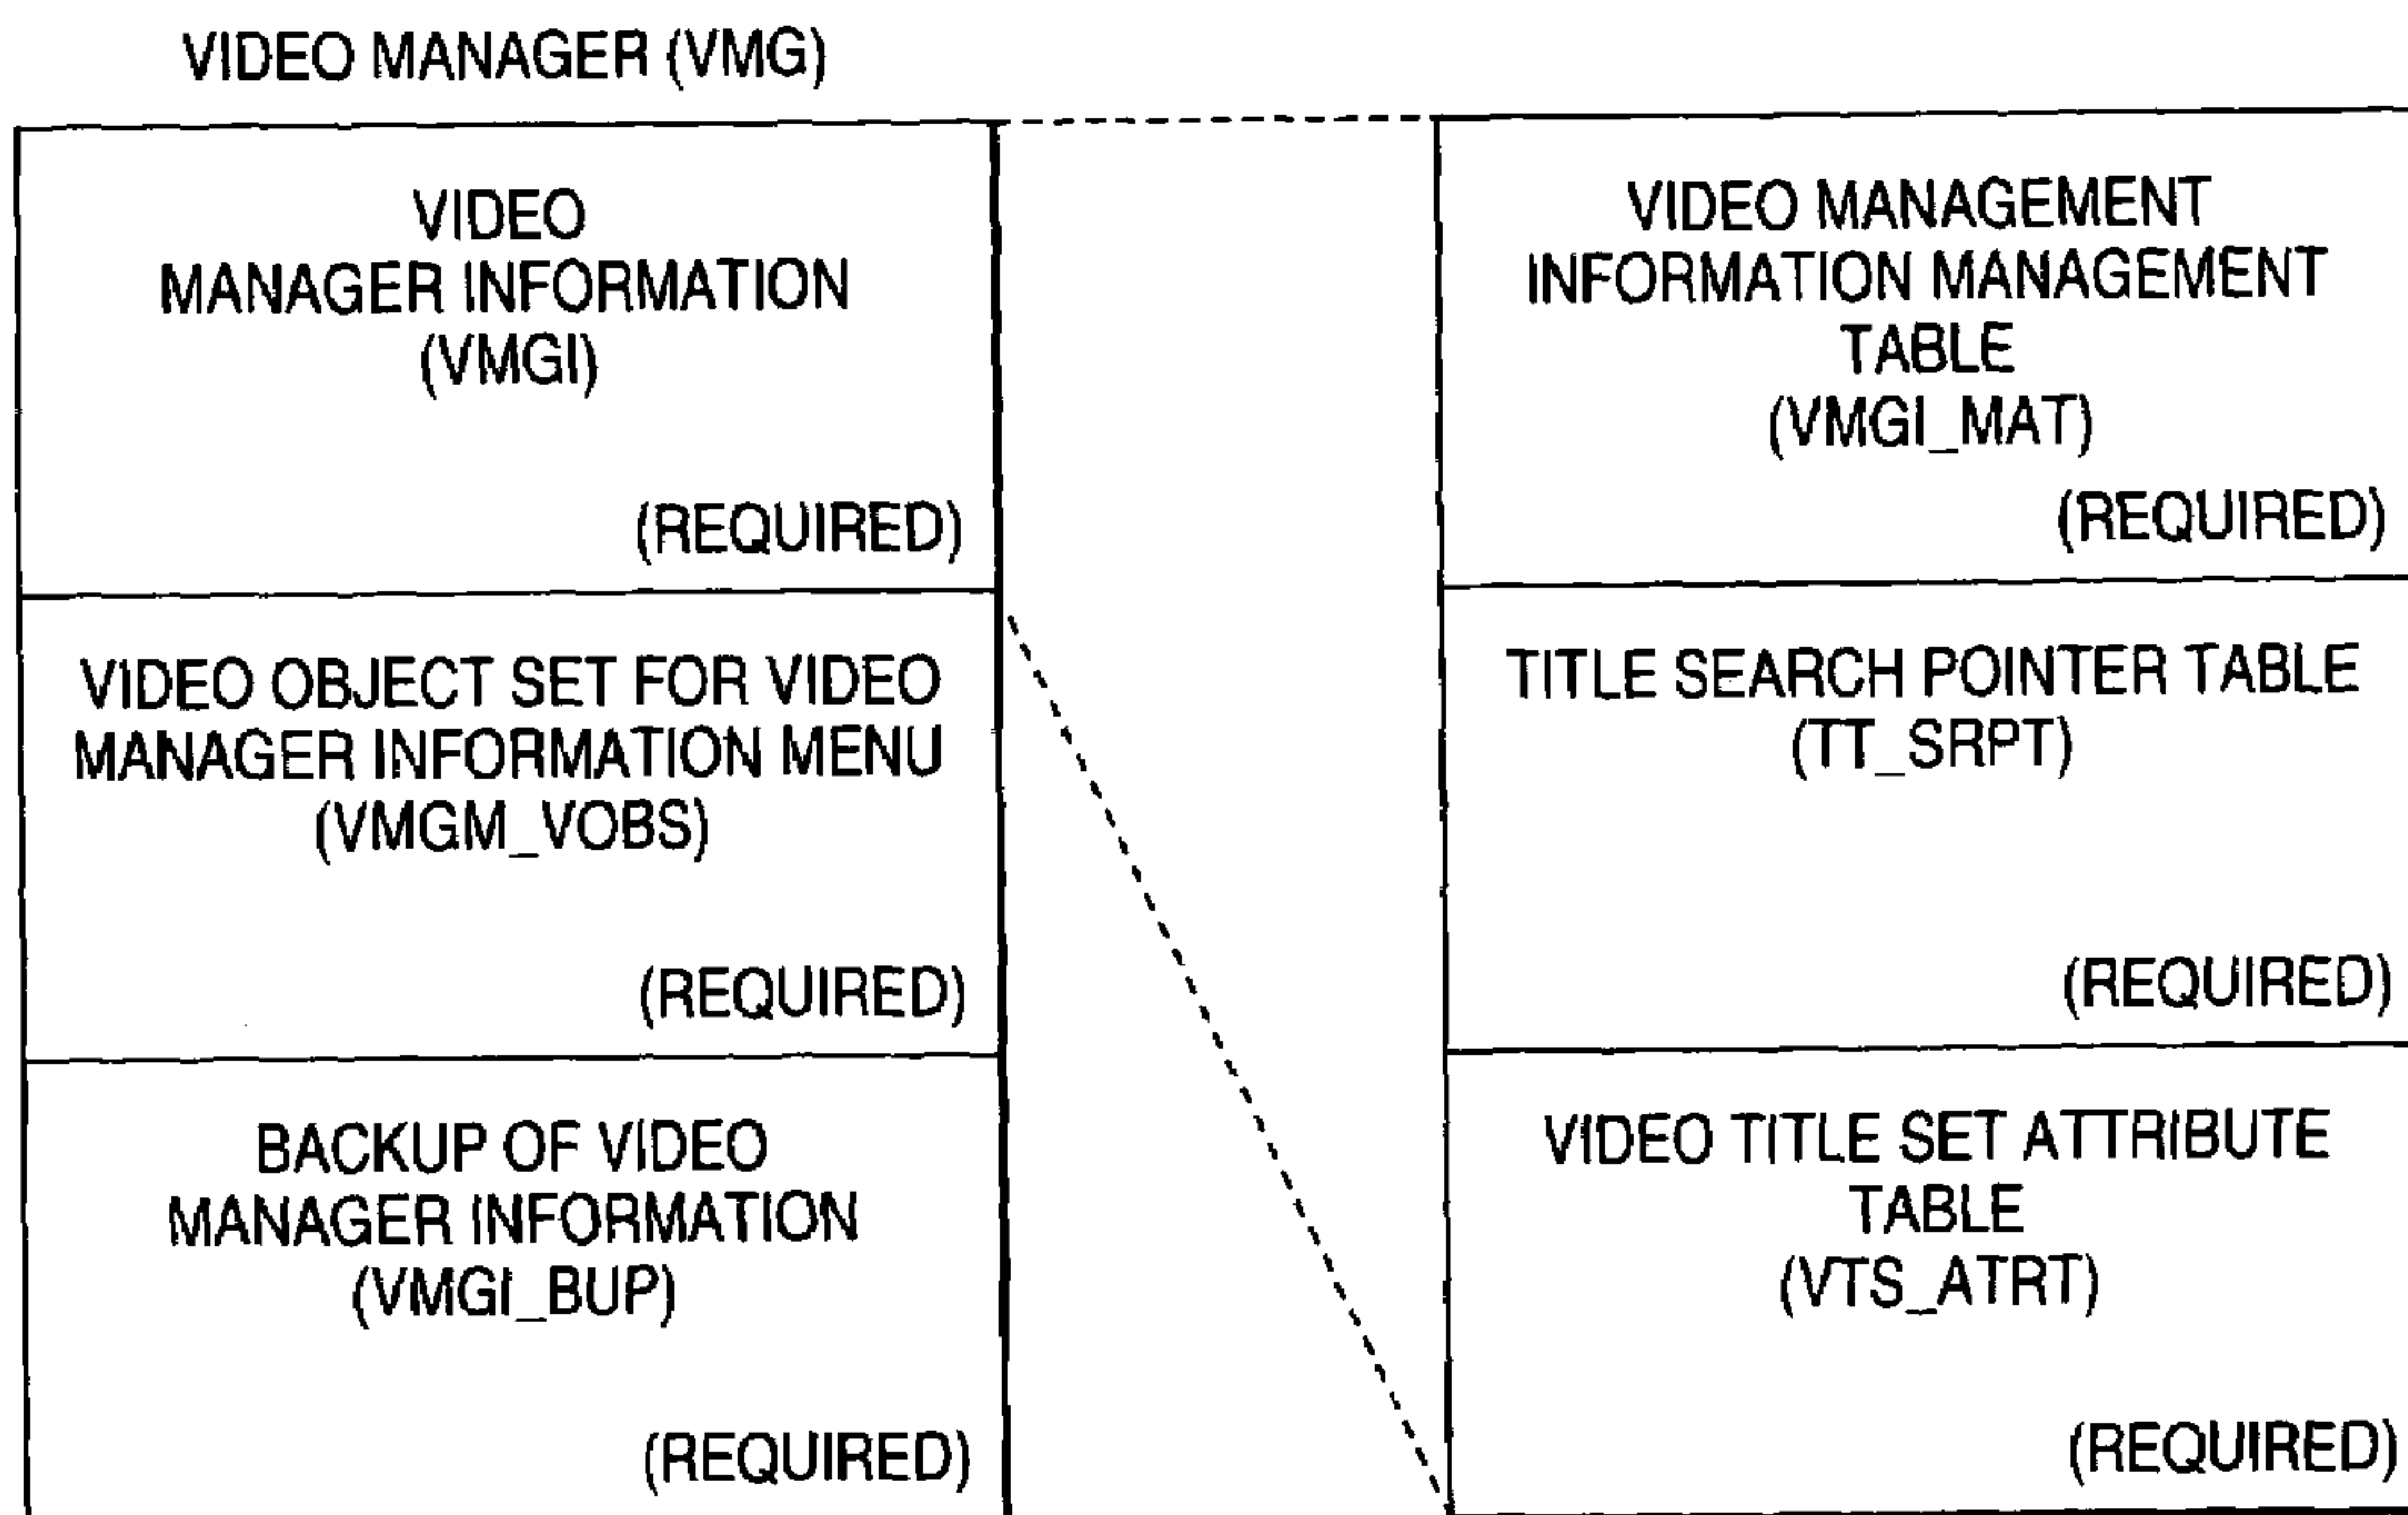 VIDEO MANAGER (VMG)
VIDEO
MANAGER INFORMATION
(VMGI)
(REQUIRED)
VIDEO OBJECT SET FOR VIDEO
MANAGER INFORMATION MENU
(VMGM_VOBS)
(REQUIRED)
BACKUP OF VIDEO
MANAGER INFORMATION
(VMGI_BUP)
(REQUIRED)
VIDEO MANAGEMENT
INFORMATION MANAGEMENT
TABLE
(VMGI_MAT)
(REQUIRED)
TITLE SEARCH POINTER TABLE
(TT_SRPT)
(REQUIRED)
VIDEO TITLE SET ATTRIBUTE
TABLE
(VTS_ATRT)
(REQUIRED)